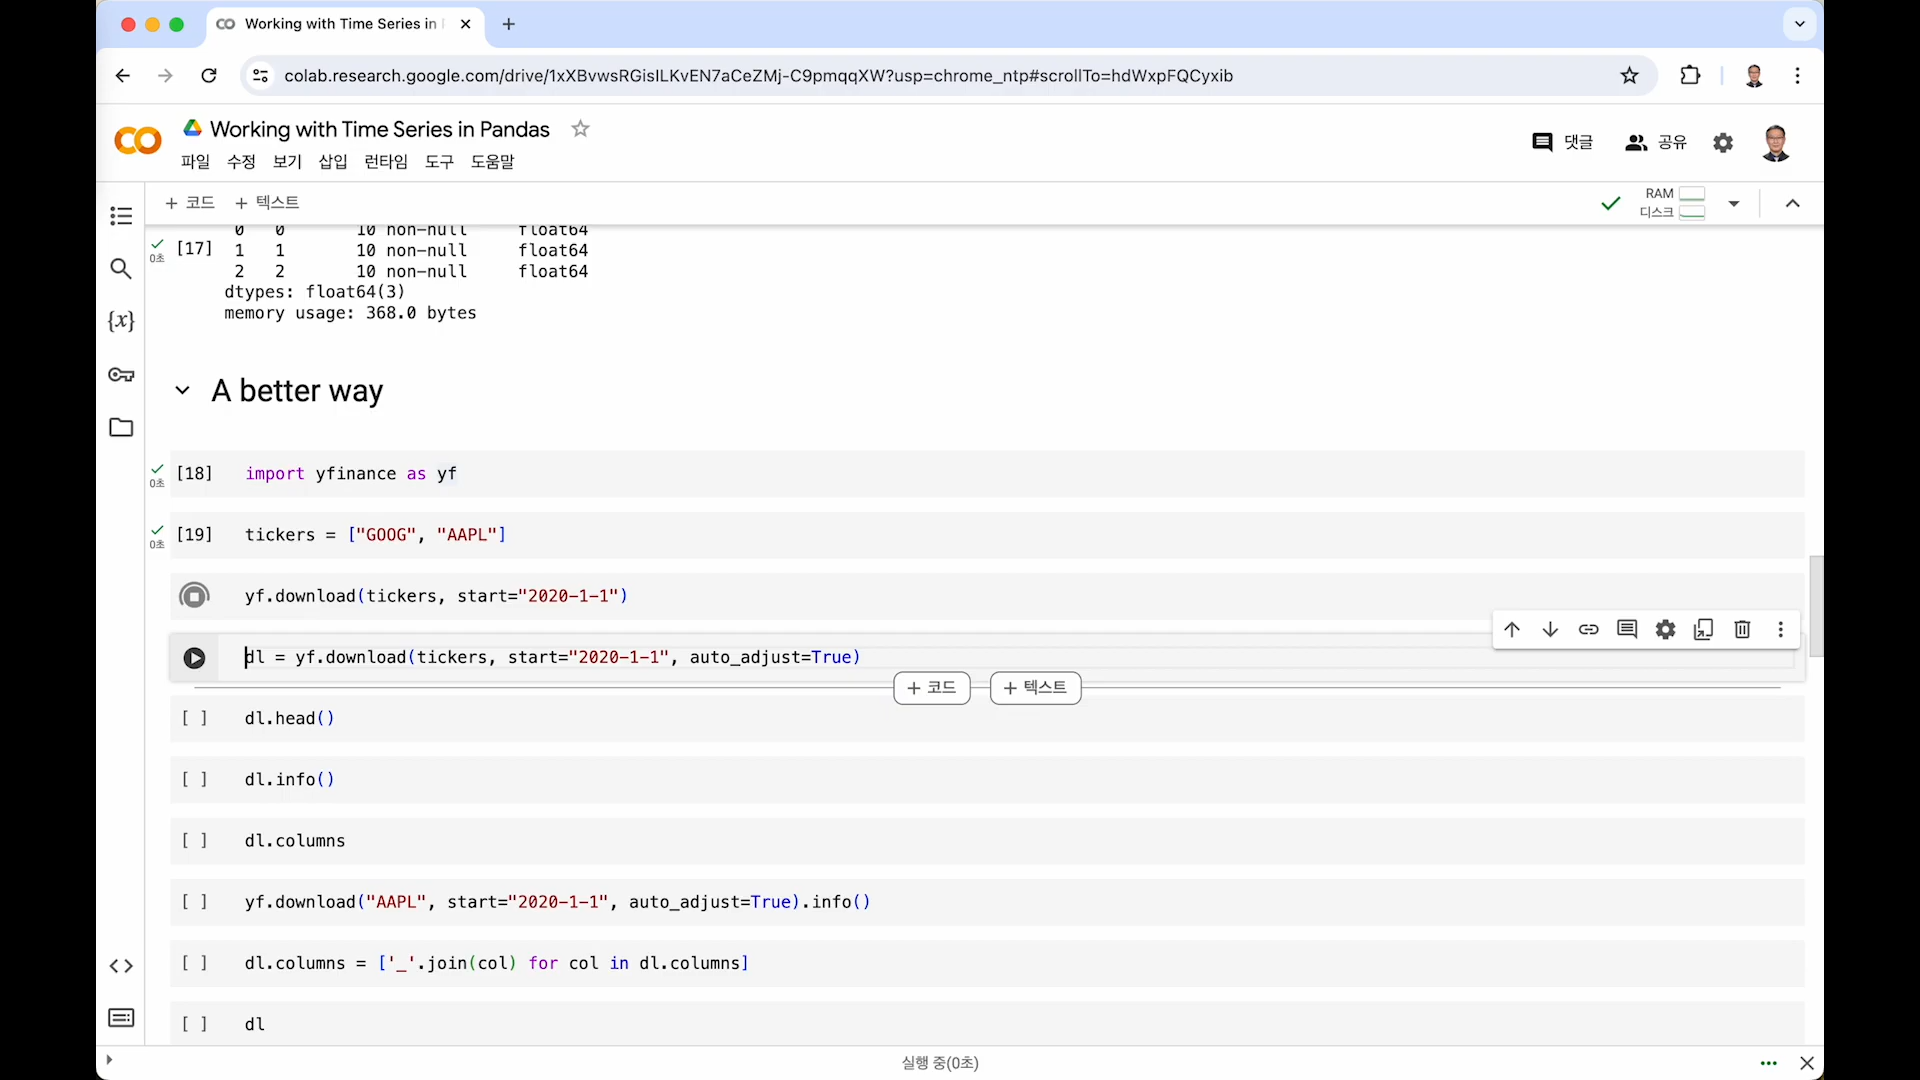 Working with Time Series in
colab.research.google.com/drive/1xXBvwsRGisILKvEN7aCeZMj-C9pmqqXW?usp=chrome_ntp#scrollTo=hdWxpFQCyxib
Working with Time Series in Pandas
댓글 공유
파일 수정 보기 삽입 런타임 도구 도움말
+ 코드 + 텍스트
RAM
디스크
0 0 10 non-null float64
[17] 1 1 10 non-null float64
0초
2 2 10 non-null float64
dtypes: float64(3)
memory usage: 368.0 bytes
A better way
[18] import yfinance as yf
0초
[19] tickers = ["GOOG", "AAPL"]
0초
yf.download(tickers, start="2020-1-1")
dl = yf.download(tickers, start="2020-1-1", auto_adjust=True)
+ 코드 + 텍스트
[ ] dl.head()
[ ] dl.info()
[ ] dl.columns
[ ] yf.download("AAPL", start="2020-1-1", auto_adjust=True).info()
[ ] dl.columns = ['_'.join(col) for col in dl.columns]
[ ] dl
실행 중(0초)